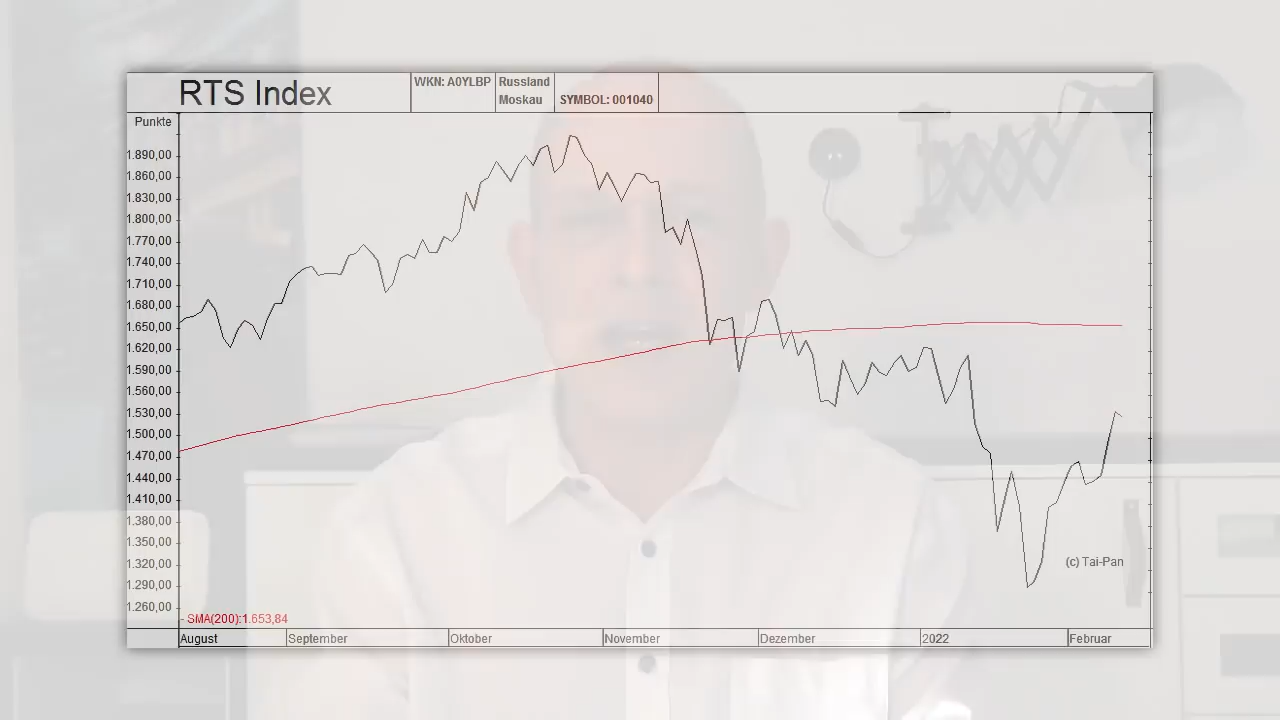 RTS Index
WKN: A0YLBP
Russland
Moskau
SYMBOL: 001040
Punkte
1.890,00
1.860,00
1.830,00
1.800,00
1.770,00
1.740,00
1.710,00
1.680,00
1.650,00
1.620,00
1.590,00
1.560,00
1.530,00
1.500,00
1.470,00
1.440,00
1.410,00
1.380,00
1.350,00
1.320,00
1.290,00
1.260,00
(c) Tai-Pan
- SMA(200):1.653,84
August
September
Oktober
November
Dezember
2022
Februar